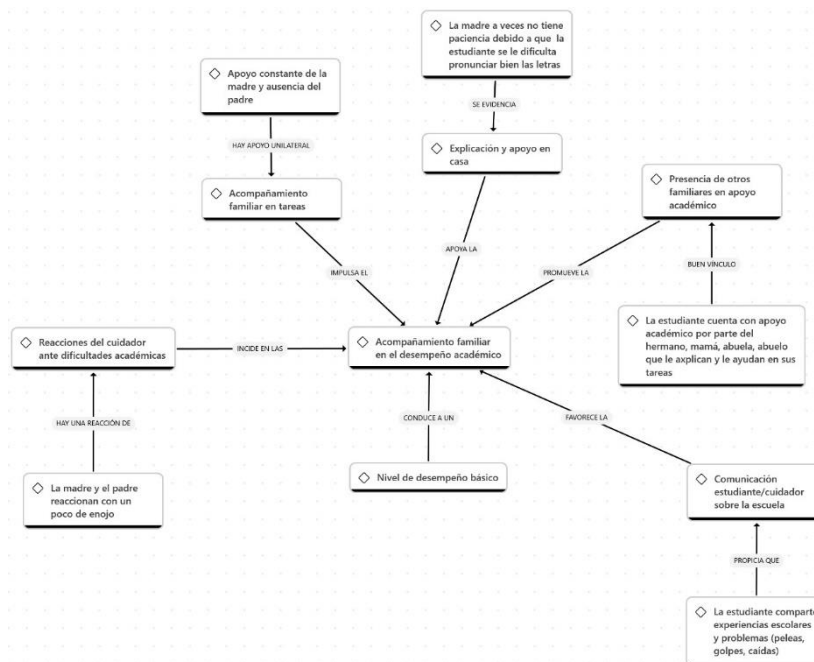 La madre a veces no tiene
paciencia debido a que la
estudiante se le dificulta
pronunciar bien las letras
Apoyo constante de la
madre y ausencia del
padre
SE EVIDENCIA
HAY APOYO UNILATERAL
Explicación y apoyo en
casa
Acompañamiento
familiar en tareas
Presencia de otros
familiares en apoyo
académico
IMPULSA EL
APOYA LA
PROMUEVE LA
BUEN VÍNCULO
Reacciones del cuidador
ante dificultades académicas
INCIDE EN LAS
Acompañamiento familiar
en el desempeño académico
La estudiante cuenta con apoyo
académico por parte del
hermano, mamá, abuela, abuelo
que le axplican y le ayudan en sus
tareas
HAY UNA REACCIÓN DE
CONDUCE A UN
FAVORECE LA
La madre y el padre
reaccionan con un
poco de enojo
Nivel de desempeño básico
Comunicación
estudiante/cuidador
sobre la escuela
PROPICIA QUE
La estudiante comparte
experiencias escolares
y problemas (peleas,
golpes, caídas)